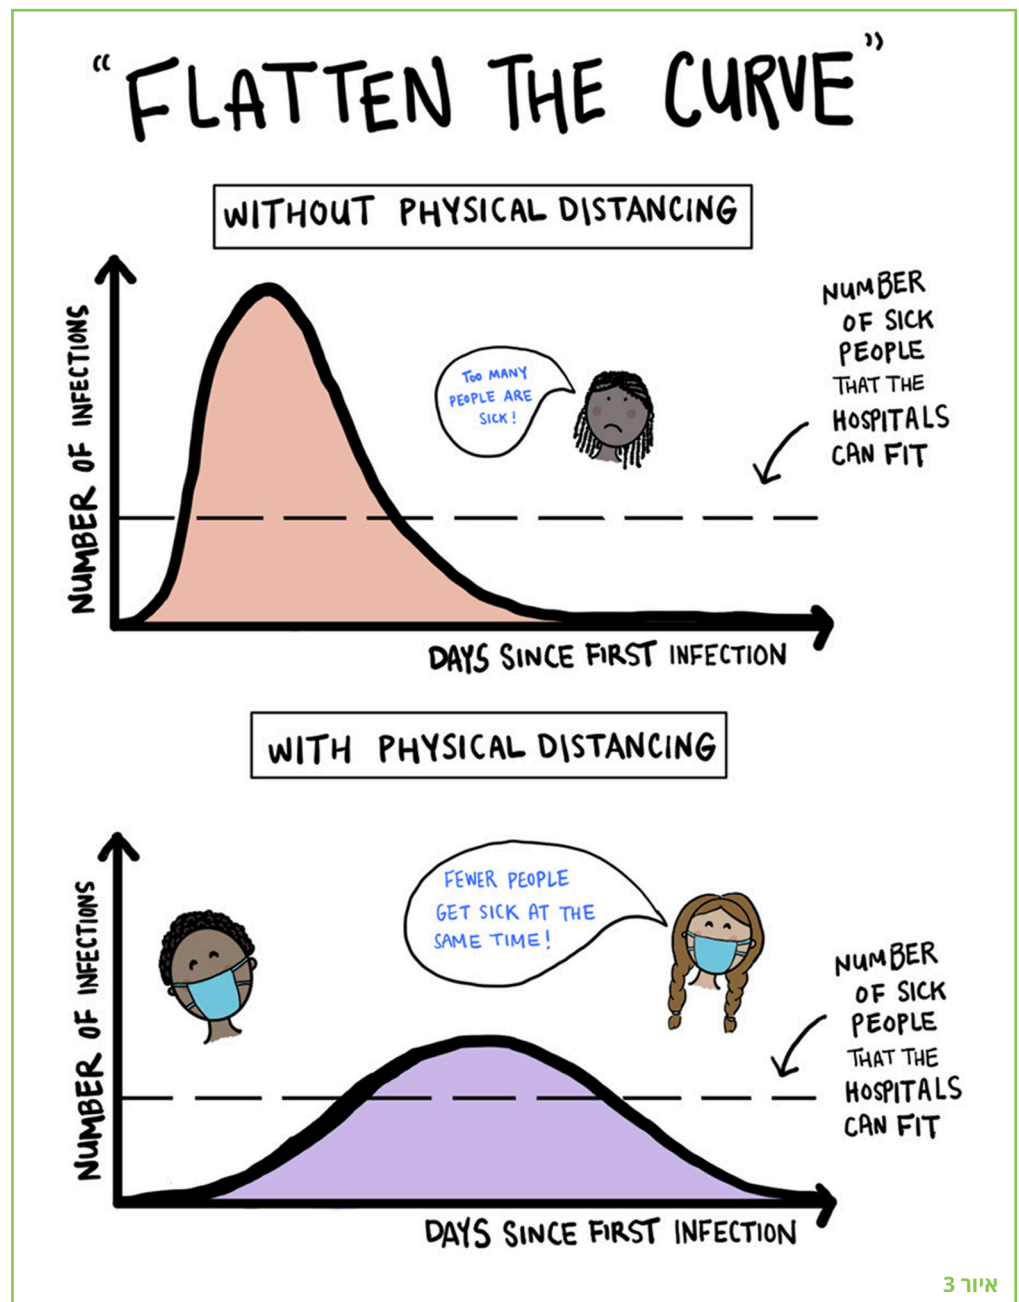 “FLATTEN THE CURVE”
WITHOUT PHYSICAL DISTANCING
NUMBER OF INFECTIONS
TOO MANY
PEOPLE ARE
SICK!
NUMBER
OF SICK
PEOPLE
THAT THE
HOSPITALS
CAN FIT
DAYS SINCE FIRST INFECTION
WITH PHYSICAL DISTANCING
NUMBER OF INFECTIONS
FEWER PEOPLE
GET SICK AT THE
SAME TIME!
NUMBER
OF SICK
PEOPLE
THAT THE
HOSPITALS
CAN FIT
DAYS SINCE FIRST INFECTION
איור 3